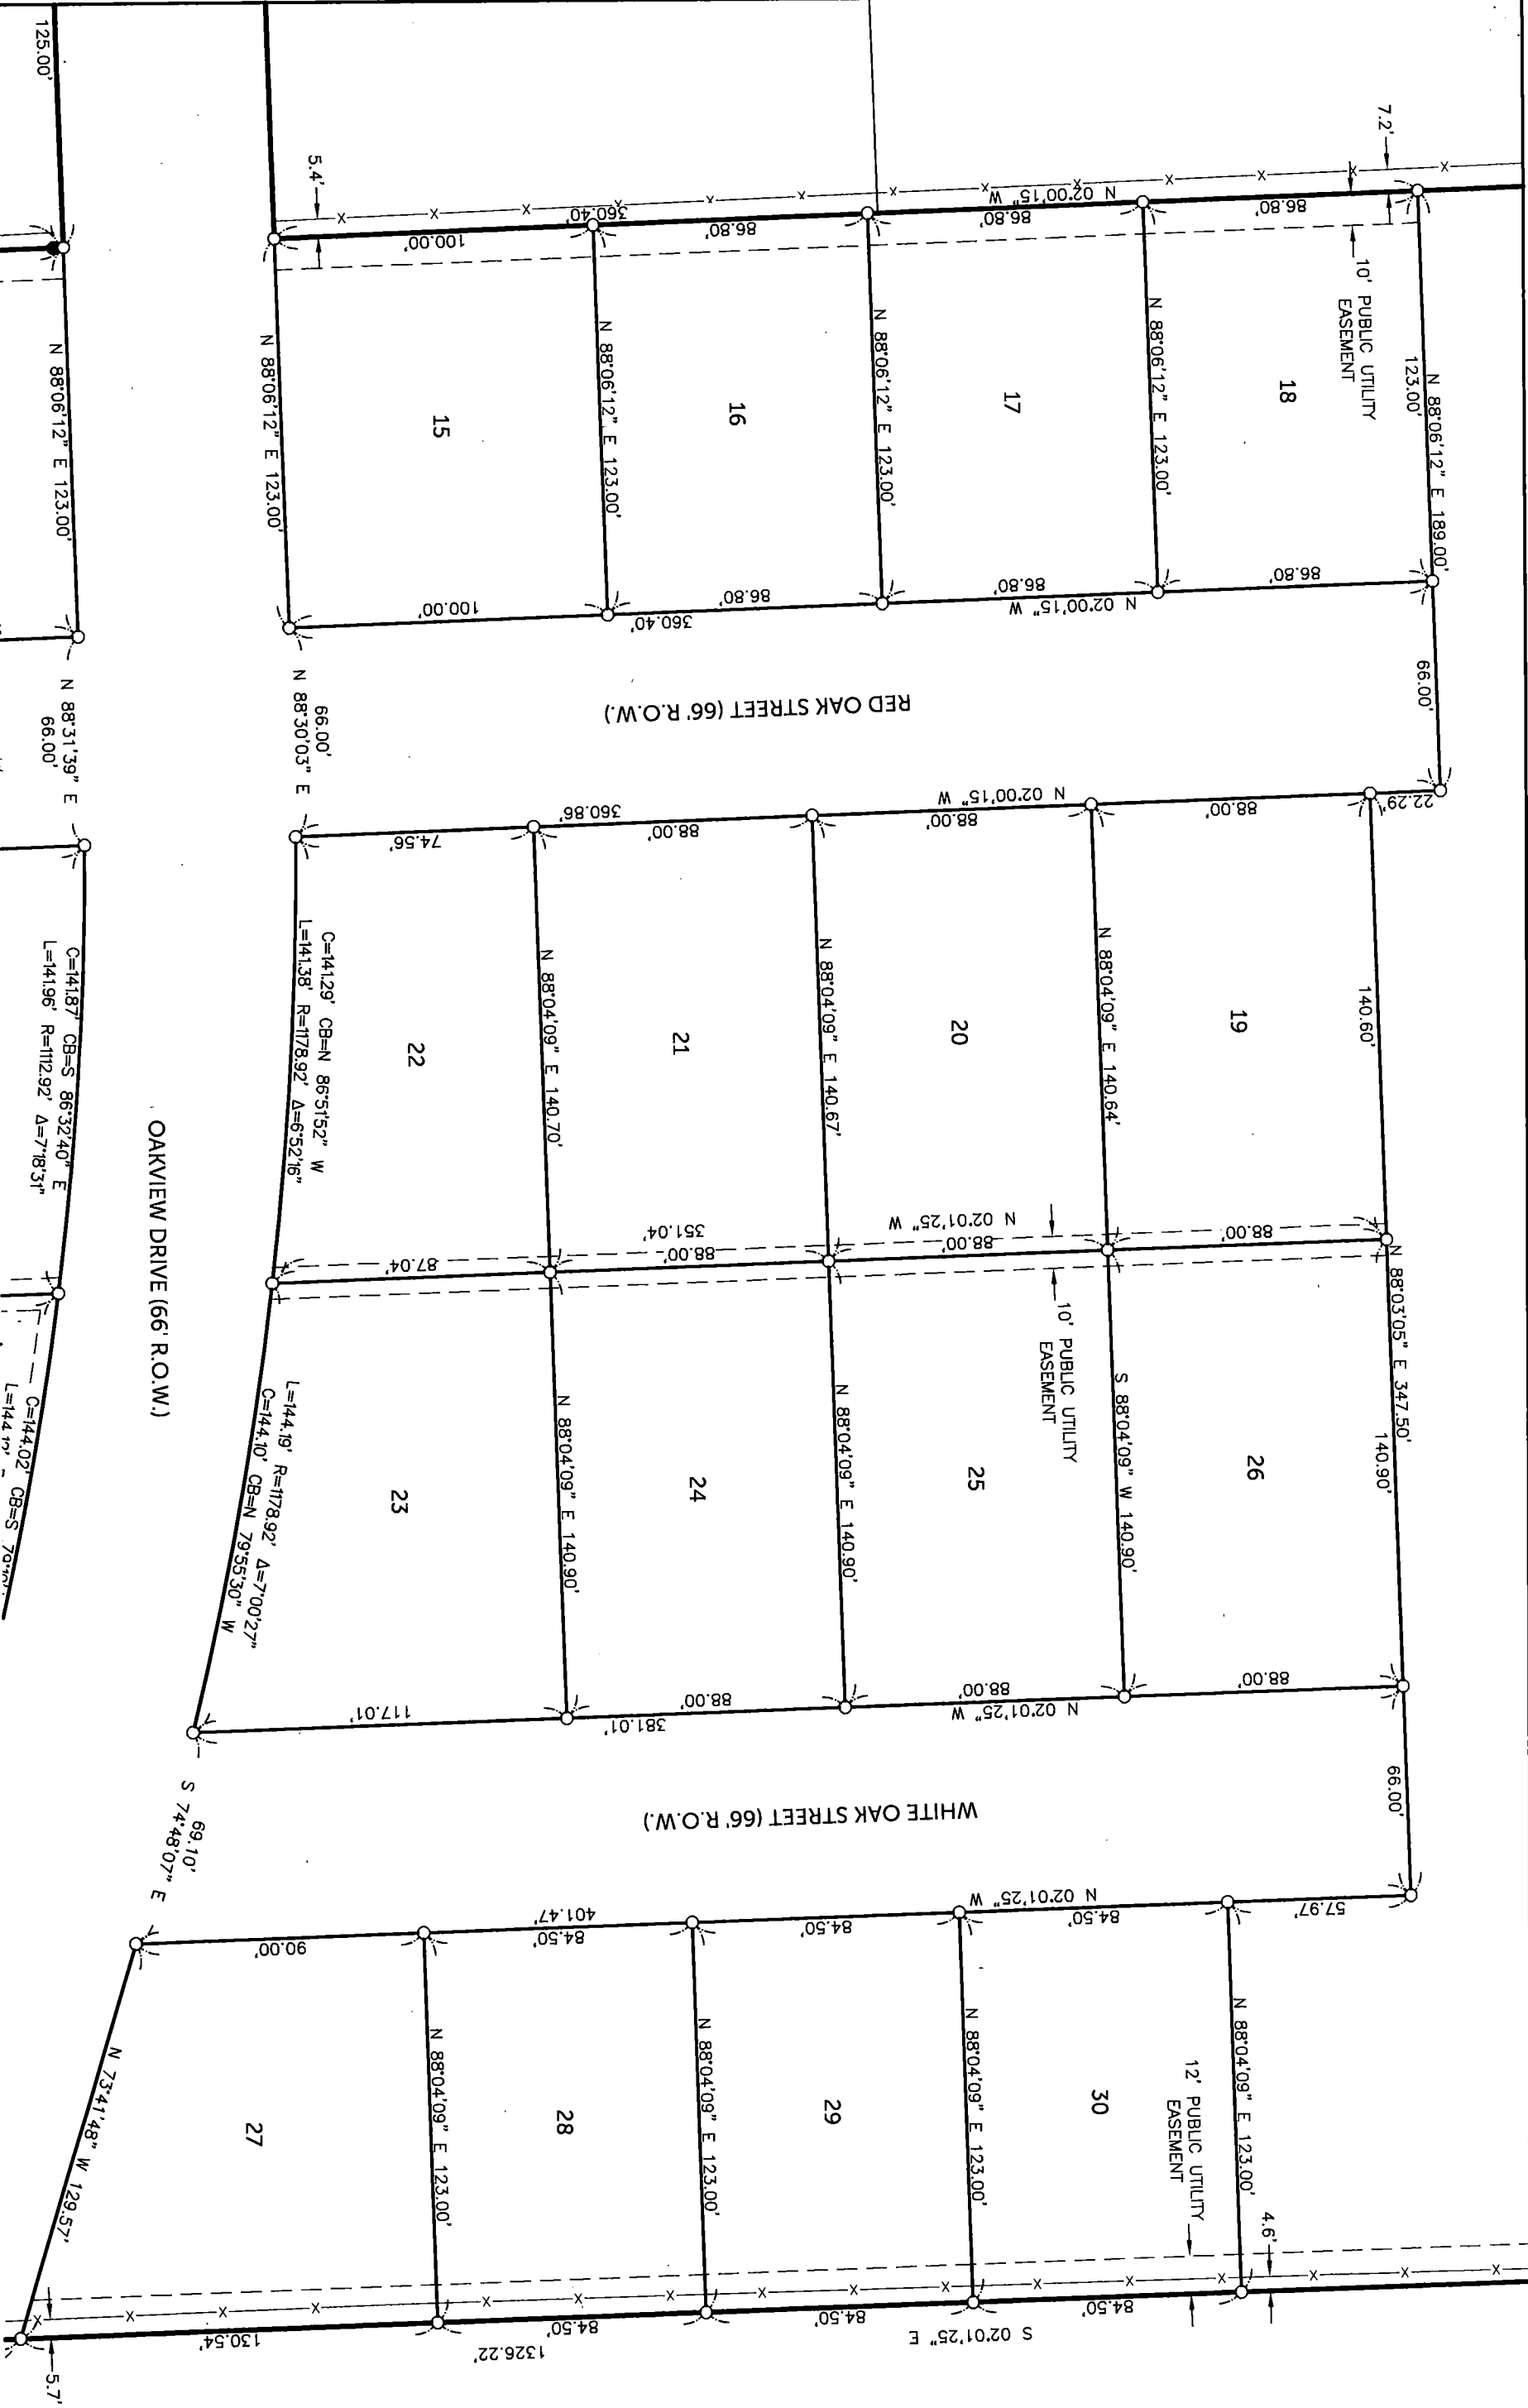 125.00'
7.2'
5.4'
N 02°00'15" W
360.40'
100.00'
86.80'
86.80'
86.80'
10' PUBLIC UTILITY
EASEMENT
N 88°06'12" E 189.00'
123.00'
66.00'
18
N 88°06'12" E 123.00'
17
N 88°06'12" E 123.00'
16
N 88°06'12" E 123.00'
15
N 88°06'12" E 123.00'
N 88°06'12" E 123.00'
100.00'
86.80'
86.80'
86.80'
360.40'
N 02°00'15" W
RED OAK STREET (66' R.O.W.)
66.00'
N 88°30'03" E
N 88°31'39" E
66.00'
22.29'
88.00'
88.00'
88.00'
74.56'
360.86'
N 02°00'15" W
140.60'
19
N 88°04'09" E 140.64'
20
N 88°04'09" E 140.67'
21
N 88°04'09" E 140.70'
22
C=141.29' CB=N 86°51'52" W
L=141.38' R=1178.92' Δ=6°52'16"
C=141.87' CB=S 86°32'40" E
L=141.96' R=1112.92' Δ=7°18'31"
OAKVIEW DRIVE (66' R.O.W.)
N 02°01'25" W
351.04'
88.00'
88.00'
88.00'
87.04'
10' PUBLIC UTILITY
EASEMENT
N 88°03'05" E 347.50'
140.90'
26
S 88°04'09" W 140.90'
25
N 88°04'09" E 140.90'
24
N 88°04'09" E 140.90'
23
L=144.19' R=1178.92' Δ=7°00'27"
C=144.10' CB=N 79°55'30" W
C=144.02' CB=S
88.00'
88.00'
88.00'
117.01'
381.01'
N 02°01'25" W
66.00'
WHITE OAK STREET (66' R.O.W.)
69.10'
S 74°48'07" E
57.97'
84.50'
84.50'
84.50'
90.00'
401.47'
N 02°01'25" W
N 88°04'09" E 123.00'
12' PUBLIC UTILITY
EASEMENT
4.6'
30
N 88°04'09" E 123.00'
29
N 88°04'09" E 123.00'
28
N 88°04'09" E 123.00'
27
N 73°41'48" W 129.57'
84.50'
84.50'
84.50'
130.54'
S 02°01'25" E
1326.22'
5.7'